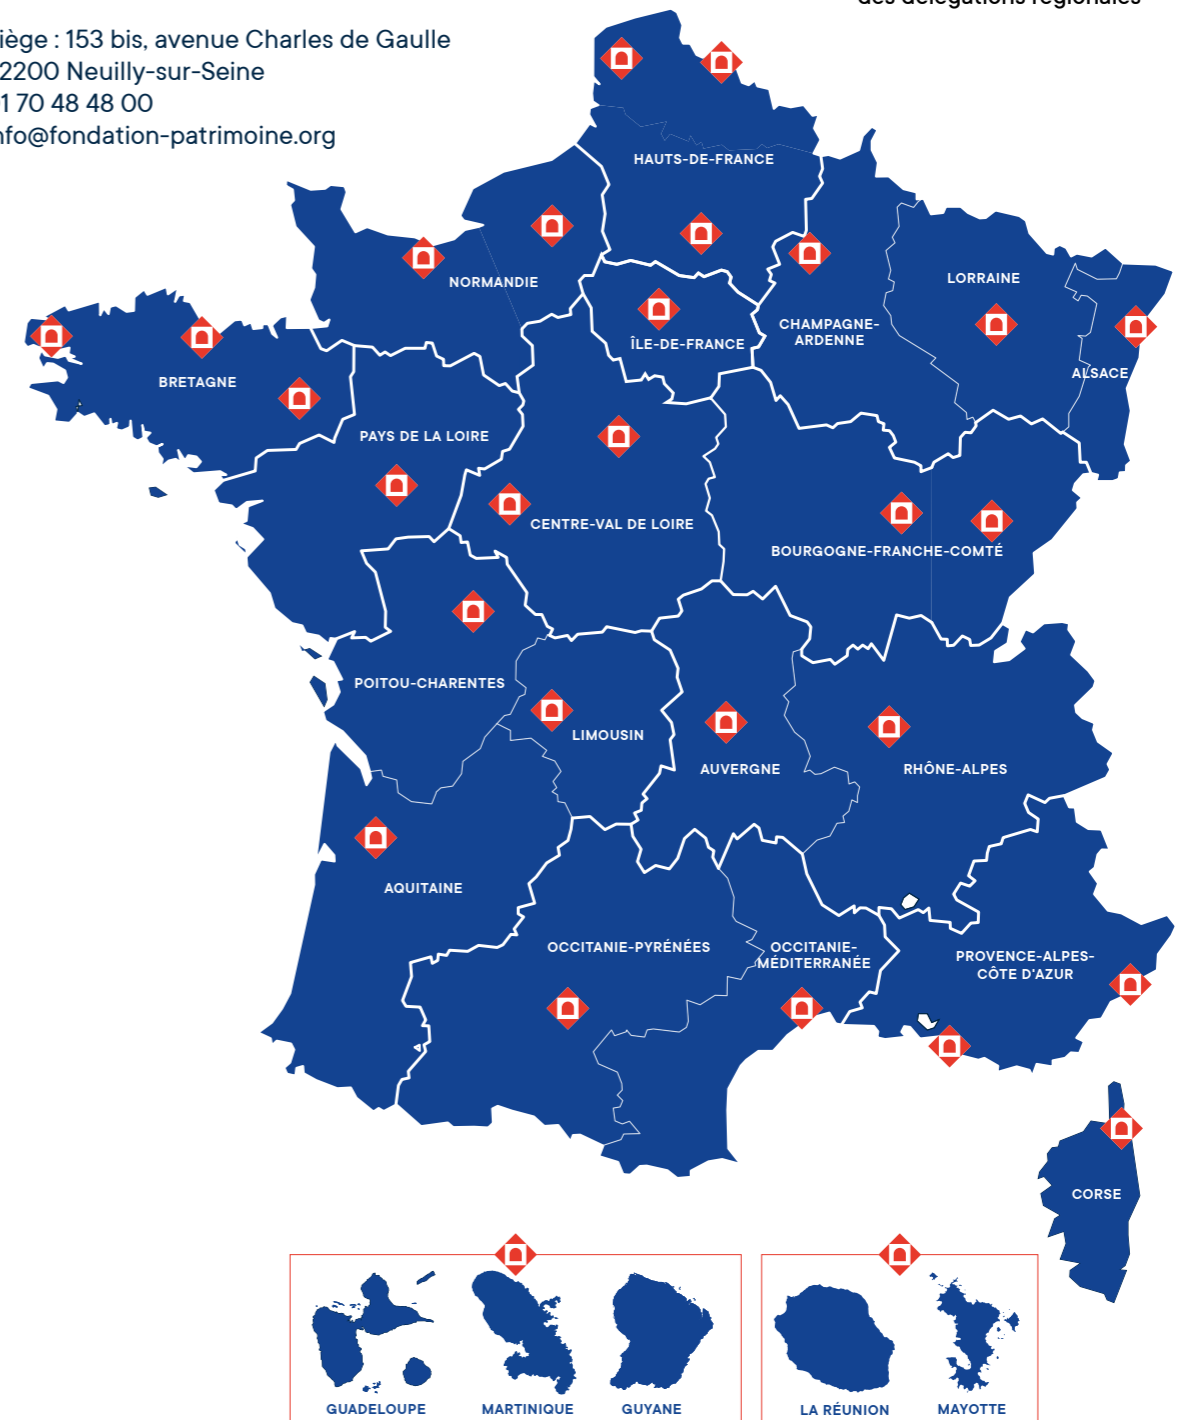 des délégations régionales
iège : 153 bis, avenue Charles de Gaulle
2200 Neuilly-sur-Seine
1 70 48 48 00
nfo@fondation-patrimoine.org
HAUTS-DE-FRANCE
NORMANDIE
LORRAINE
CHAMPAGNE-
ARDENNE
ÎLE-DE-FRANCE
ALSACE
BRETAGNE
PAYS DE LA LOIRE
CENTRE-VAL DE LOIRE
BOURGOGNE-FRANCHE-COMTÉ
POITOU-CHARENTES
LIMOUSIN
AUVERGNE
RHÔNE-ALPES
AQUITAINE
OCCITANIE-PYRÉNÉES
OCCITANIE-
MÉDITERRANÉE
PROVENCE-ALPES-
CÔTE D'AZUR
CORSE
GUADELOUPE
MARTINIQUE
GUYANE
LA RÉUNION
MAYOTTE